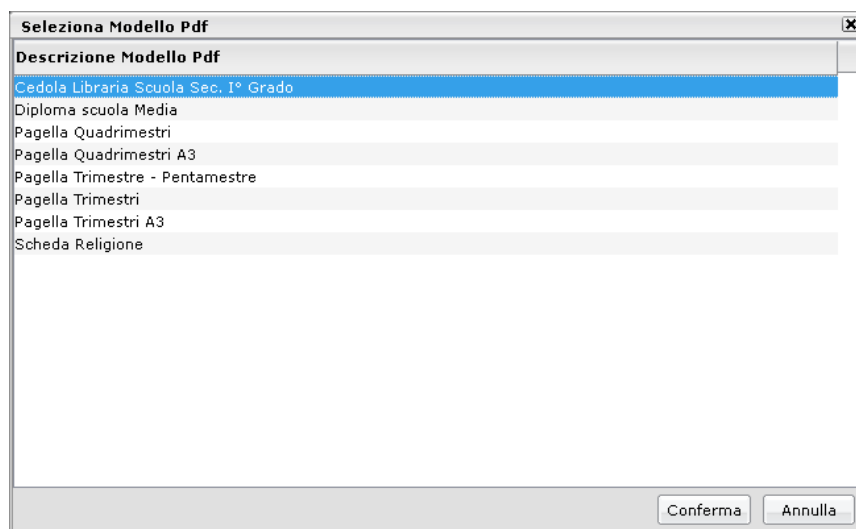 Seleziona Modello Pdf
Descrizione Modello Pdf
Cedola Libraria Scuola Sec. I° Grado
Diploma scuola Media
Pagella Quadrimestri
Pagella Quadrimestri A3
Pagella Trimestre - Pentamestre
Pagella Trimestri
Pagella Trimestri A3
Scheda Religione
Conferma Annulla